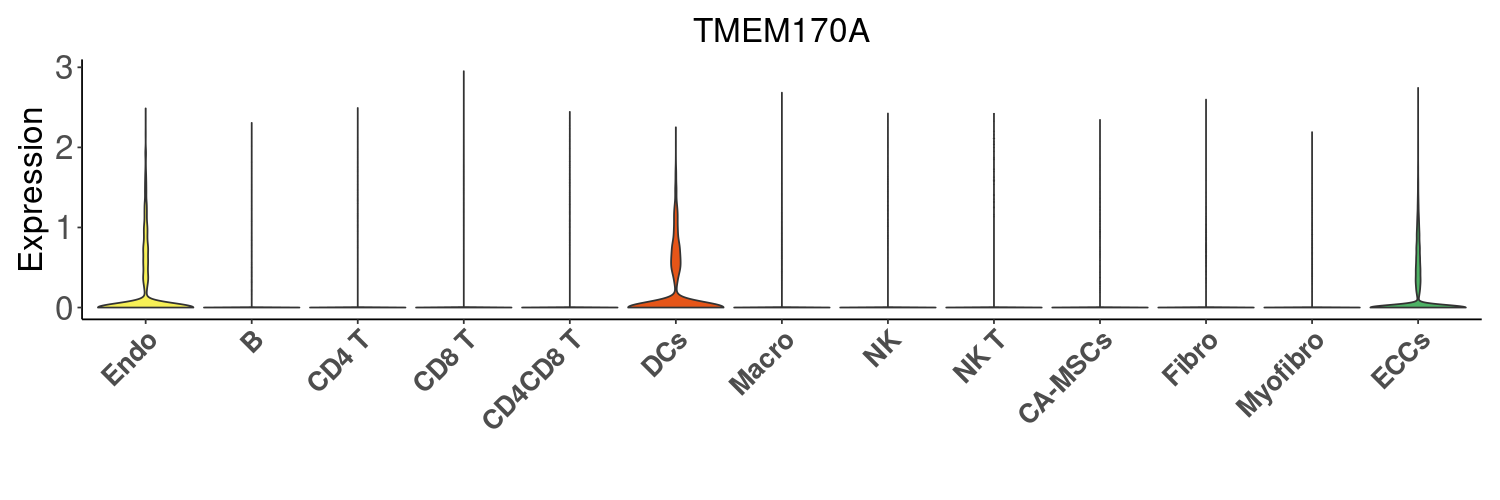 TMEM170A
Expression
3
2
1
0
Endo
B
CD4 T
CD8 T
CD4CD8 T
DCs
Macro
NK
NK T
CA-MSCs
Fibro
Myofibro
ECCs